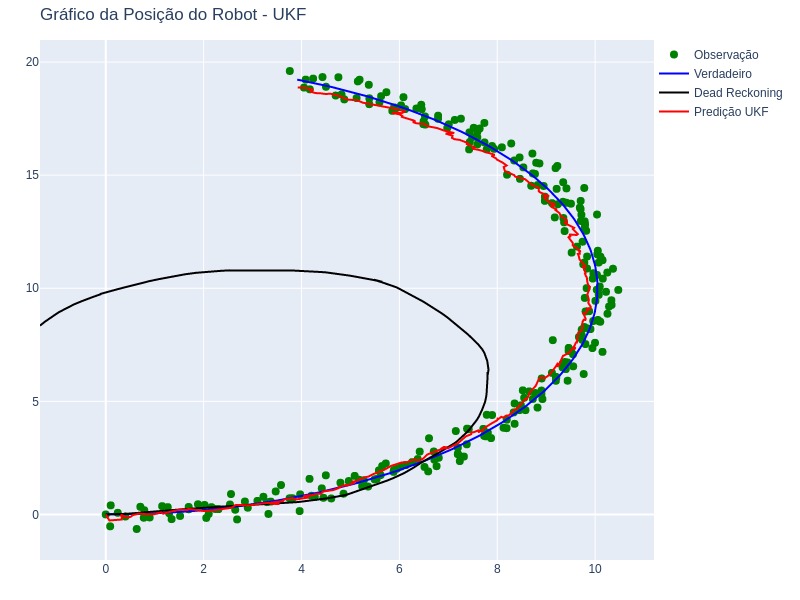 Gráfico da Posição do Robot - UKF
Observação
Verdadeiro
Dead Reckoning
Predição UKF
20
15
10
5
0
0
2
4
6
8
10